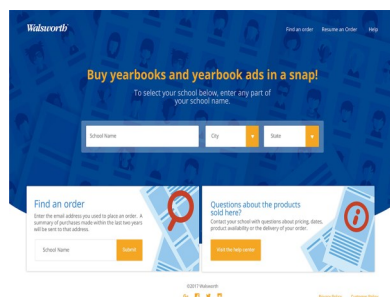 Walsworth
Find an order
Resume an Order
Help
Buy yearbooks and yearbook ads in a snap!
To select your school below, enter any part of
your school name.
School Name
City
State
Find an order
Enter the email address you used to place an order. A
summary of purchases made within the last two years
will be sent to that address.
School Name
Submit
Questions about the products
sold here?
Contact your school with questions about pricing, dates,
product availability or the delivery of your order.
Visit the help center
©2017 Walsworth
Privacy Policy
Customer Policy